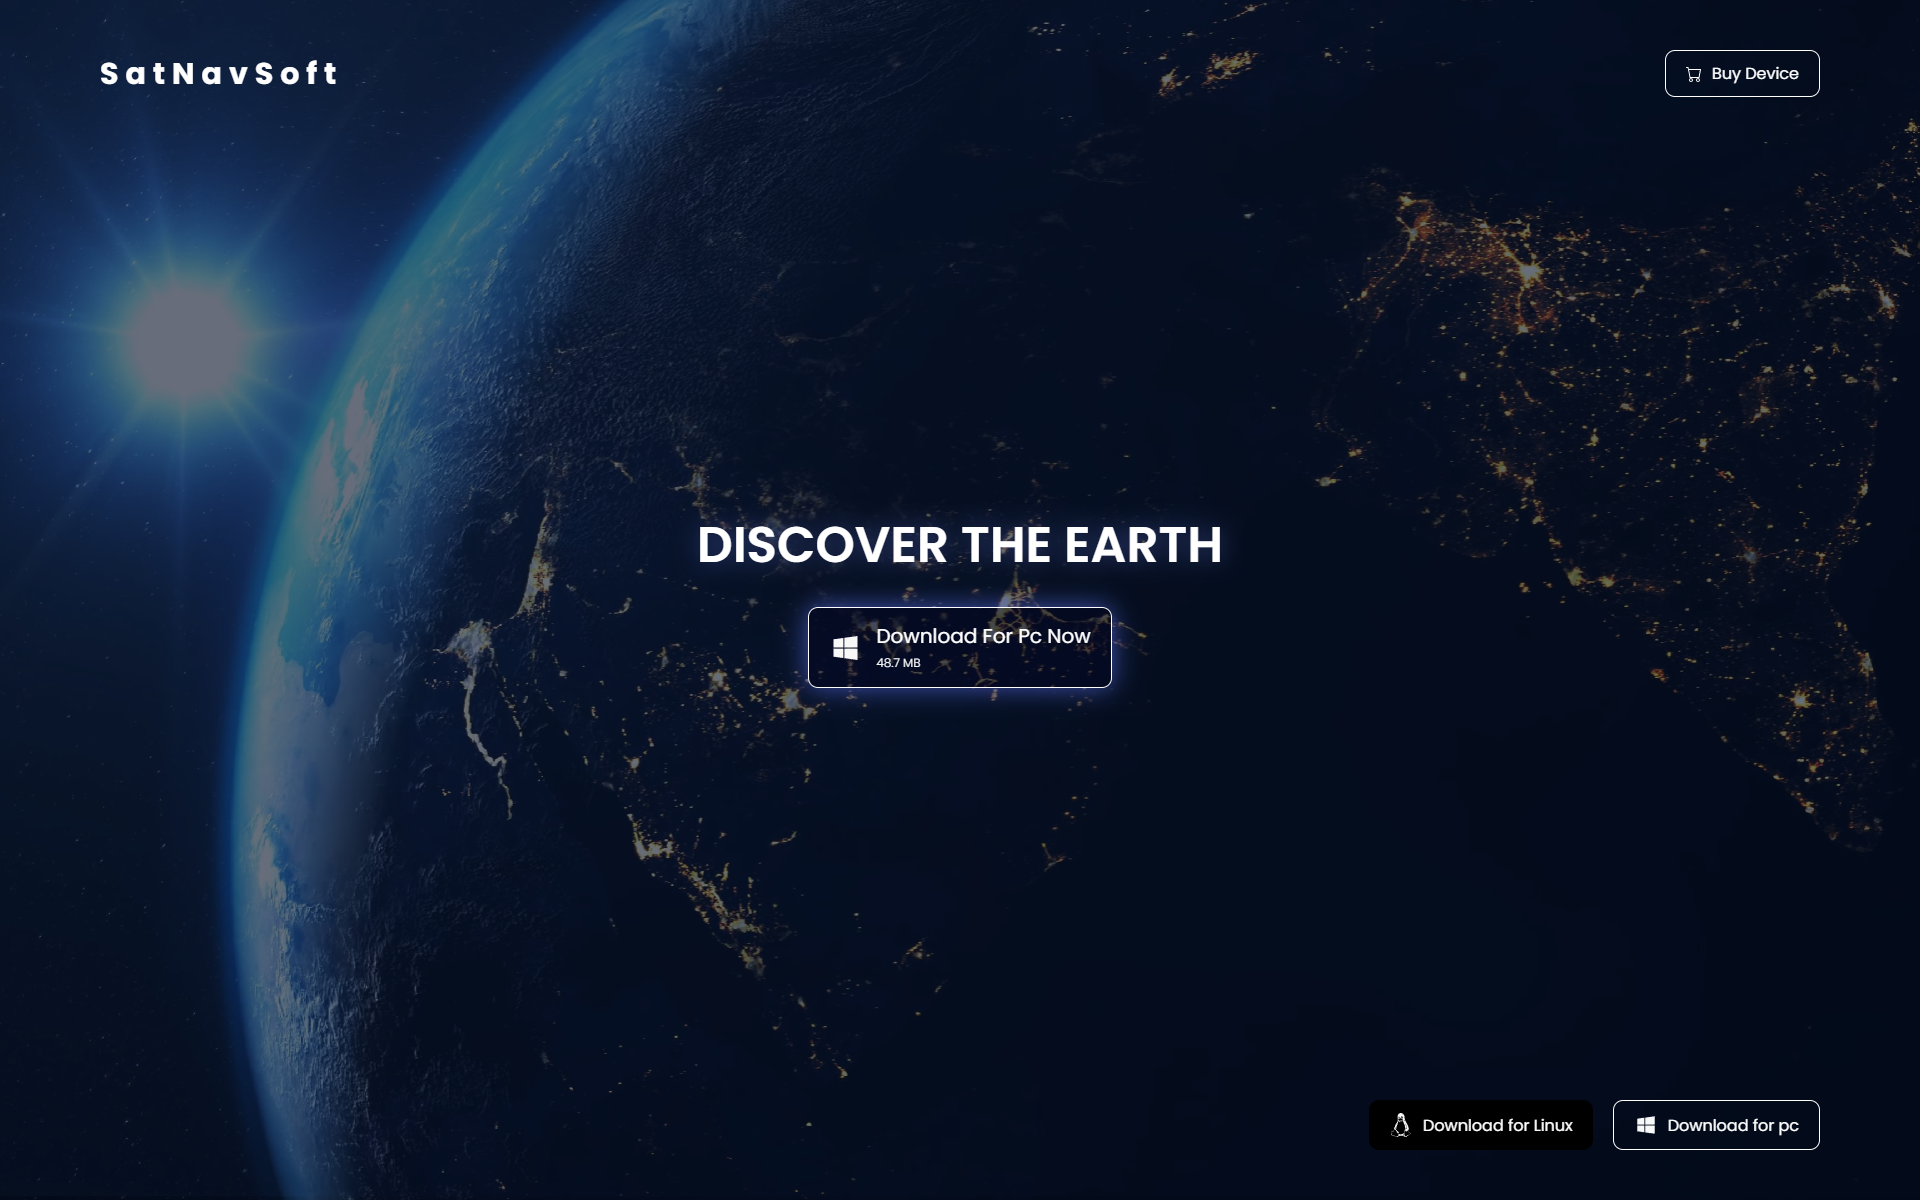 SatNavSoft
Buy Device
DISCOVER THE EARTH
Download For Pc Now
48.7 MB
Download for Linux
Download for pc